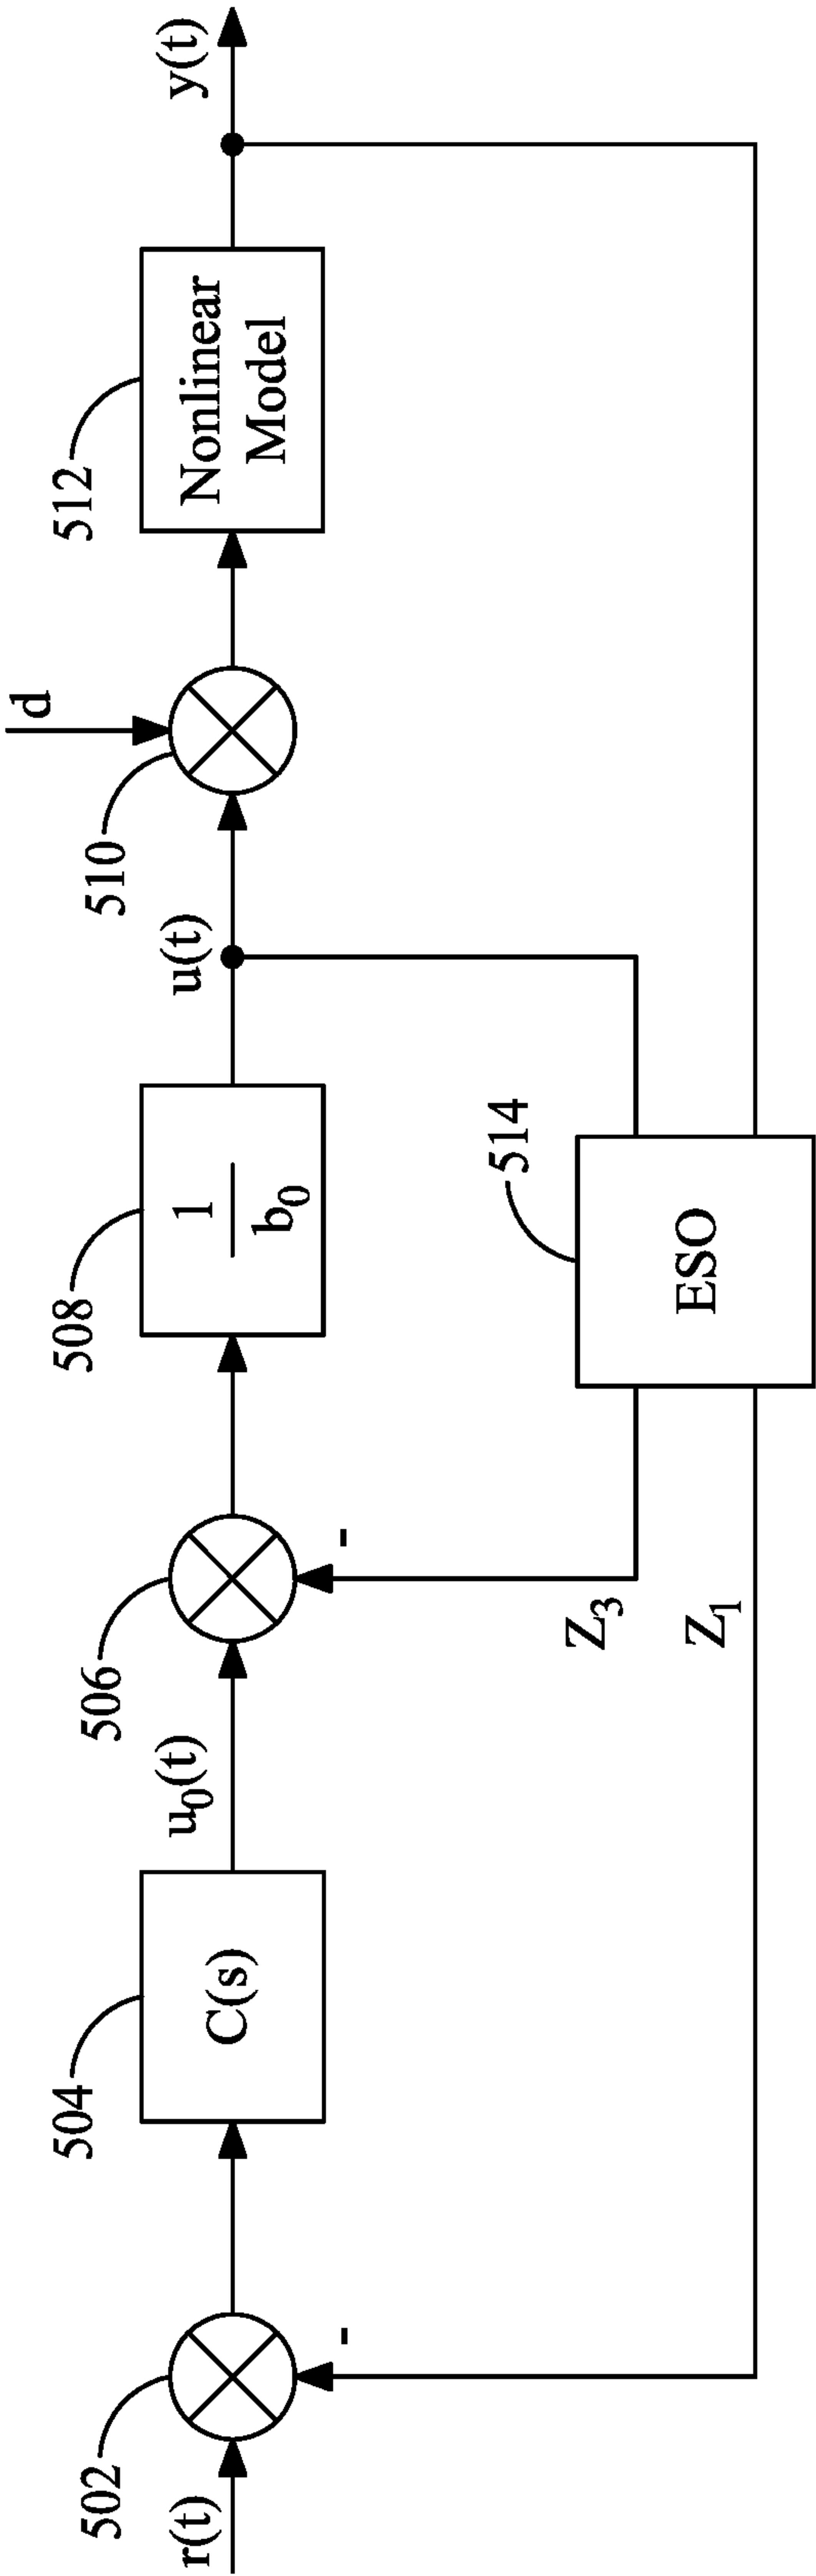 r(t)
502
504
C(s)
u₀(t)
506
-
-
508
1
b₀
u(t)
510
d
512
Nonlinear
Model
y(t)
514
ESO
Z₃
Z₁